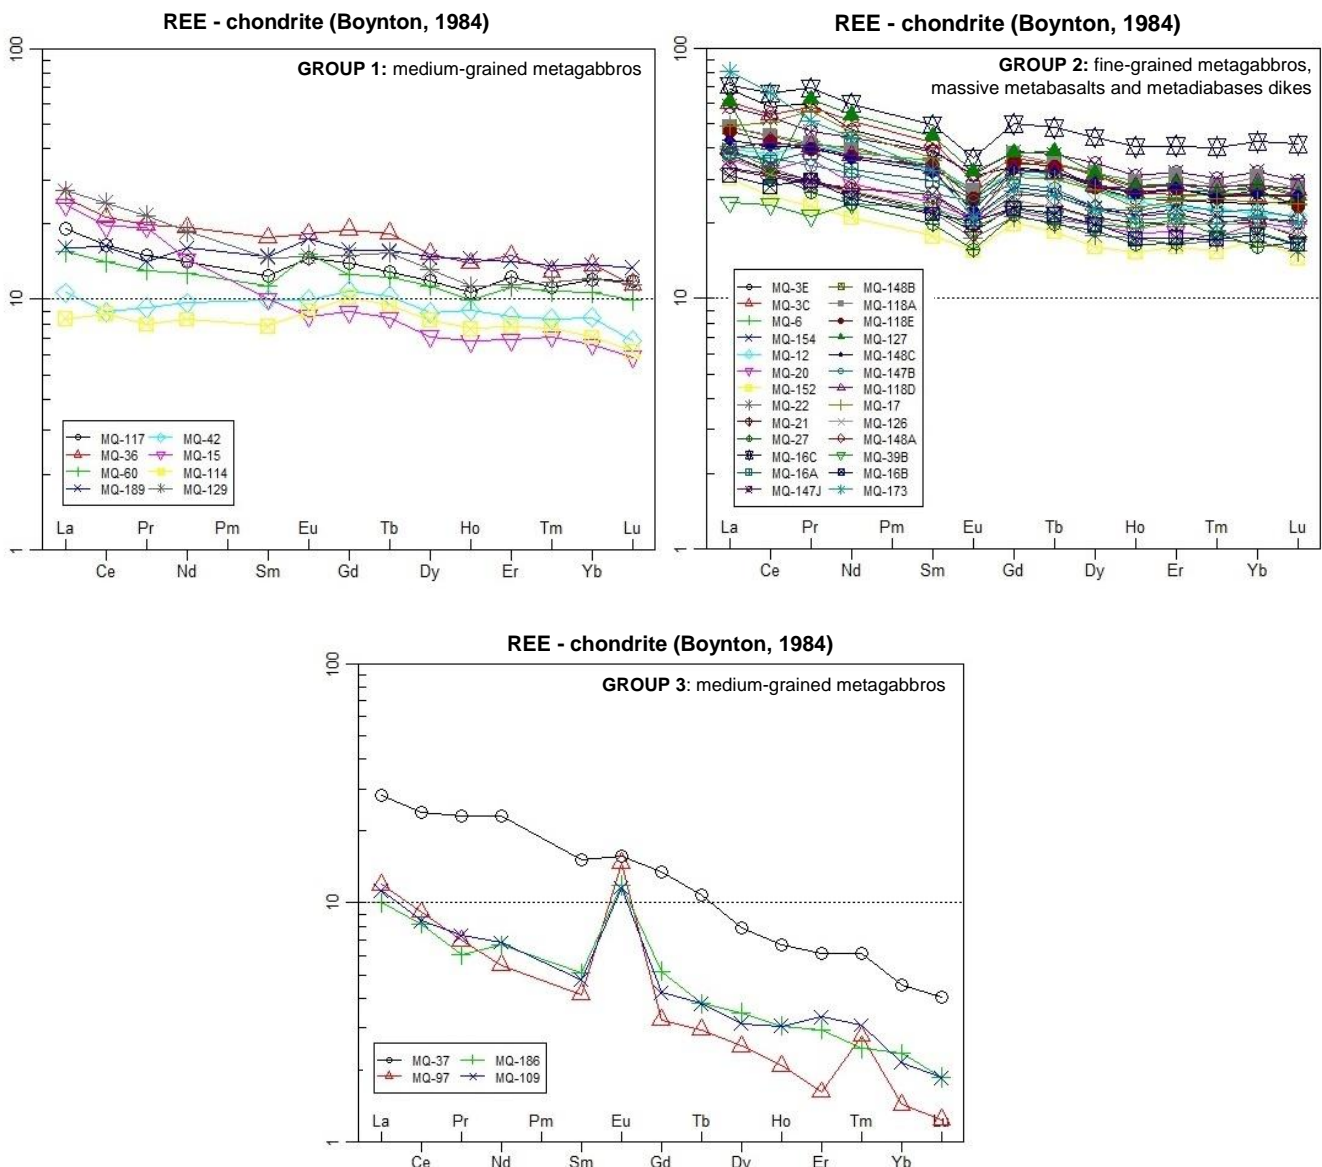 REE - chondrite (Boynton, 1984)
GROUP 1: medium-grained metagabbros
100
10
1
MQ-117 MQ-42
MQ-36 MQ-15
MQ-60 MQ-114
MQ-189 MQ-129
La Pr Pm Eu Tb Ho Tm Lu
Ce Nd Sm Gd Dy Er Yb
REE - chondrite (Boynton, 1984)
GROUP 2: fine-grained metagabbros,
massive metabasalts and metadiabases dikes
100
10
1
MQ-3E MQ-148B
MQ-3C MQ-118A
MQ-6 MQ-118E
MQ-154 MQ-127
MQ-12 MQ-148C
MQ-20 MQ-147B
MQ-152 MQ-118D
MQ-22 MQ-17
MQ-21 MQ-126
MQ-27 MQ-148A
MQ-16C MQ-39B
MQ-16A MQ-16B
MQ-147J MQ-173
La Pr Pm Eu Tb Ho Tm Lu
Ce Nd Sm Gd Dy Er Yb
REE - chondrite (Boynton, 1984)
GROUP 3: medium-grained metagabbros
100
10
1
MQ-37 MQ-186
MQ-97 MQ-109
La Pr Pm Eu Tb Ho Tm
Ce Nd Sm Gd Dy Er Yb